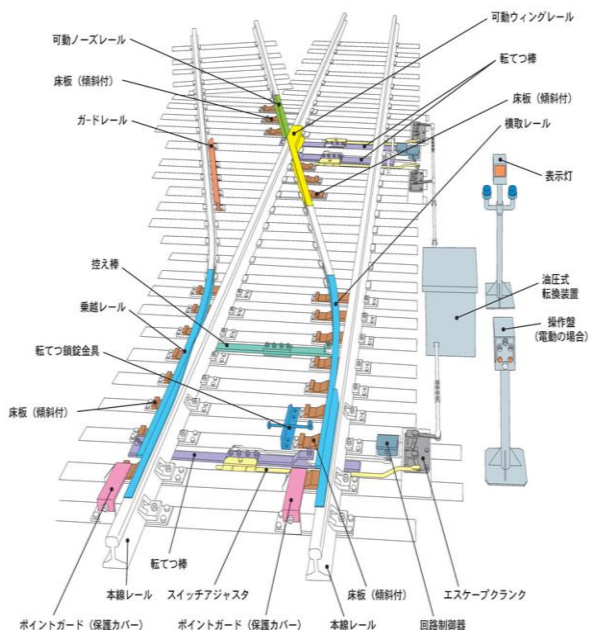 可動ウィングレール
可動ノーズレール
転てつ棒
床板（傾斜付）
床板（傾斜付）
ガードレール
横取レール
表示灯
控え棒
油圧式
転換装置
乗越レール
操作盤
（電動の場合）
転てつ鎖錠金具
床板（傾斜付）
転てつ棒
スイッチアジャスタ
床板（傾斜付）
エスケープクランク
本線レール
ポイントガード（保護カバー）
ポイントガード（保護カバー）
本線レール
回路制御器